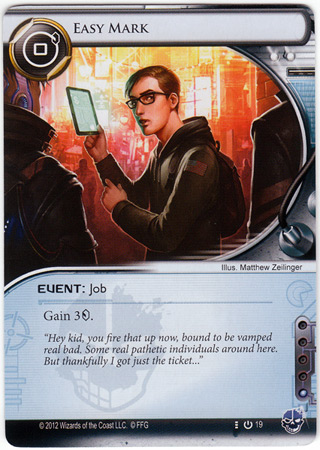 EASY MARK
0
3
Illus. Matthew Zeilinger
EVENT: Job
Gain 3
"Hey kid, you fire that up now, bound to be vamped
real bad. Some real pathetic individuals around here.
But thankfully I got just the ticket..."
© 2012 Wizards of the Coast LLC. © FFG
19